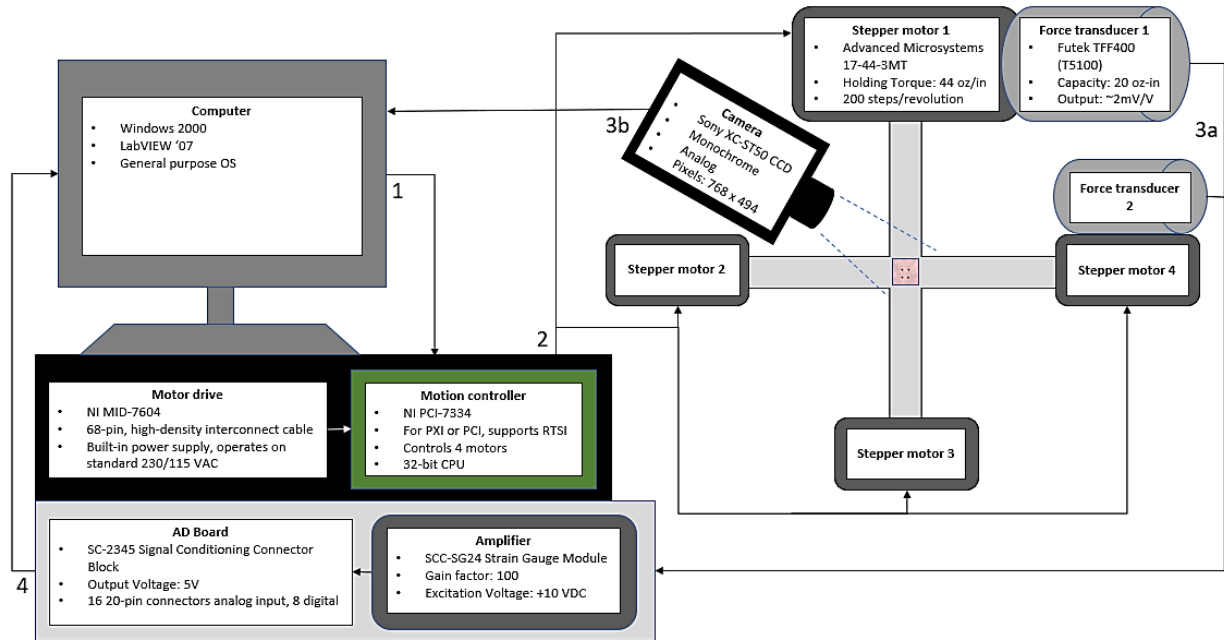 Computer
• Windows 2000
• LabVIEW '07
• General purpose OS
1
2
3b
3a
4
Camera
• Sony XC-ST50 CCD
• Monochrome
• Analog
• Pixels: 768 x 494
Stepper motor 1
• Advanced Microsystems
17-44-3MT
• Holding Torque: 44 oz/in
• 200 steps/revolution
Force transducer 1
• Futek TFF400
(T5100)
• Capacity: 20 oz-in
• Output: ~2mV/V
Force transducer
2
Stepper motor 2
Stepper motor 4
Stepper motor 3
Motor drive
• NI MID-7604
• 68-pin, high-density interconnect cable
• Built-in power supply, operates on
standard 230/115 VAC
Motion controller
• NI PCI-7334
• For PXI or PCI, supports RTSI
• Controls 4 motors
• 32-bit CPU
AD Board
• SC-2345 Signal Conditioning Connector
Block
• Output Voltage: 5V
• 16 20-pin connectors analog input, 8 digital
Amplifier
• SCC-SG24 Strain Gauge Module
• Gain factor: 100
• Excitation Voltage: +10 VDC